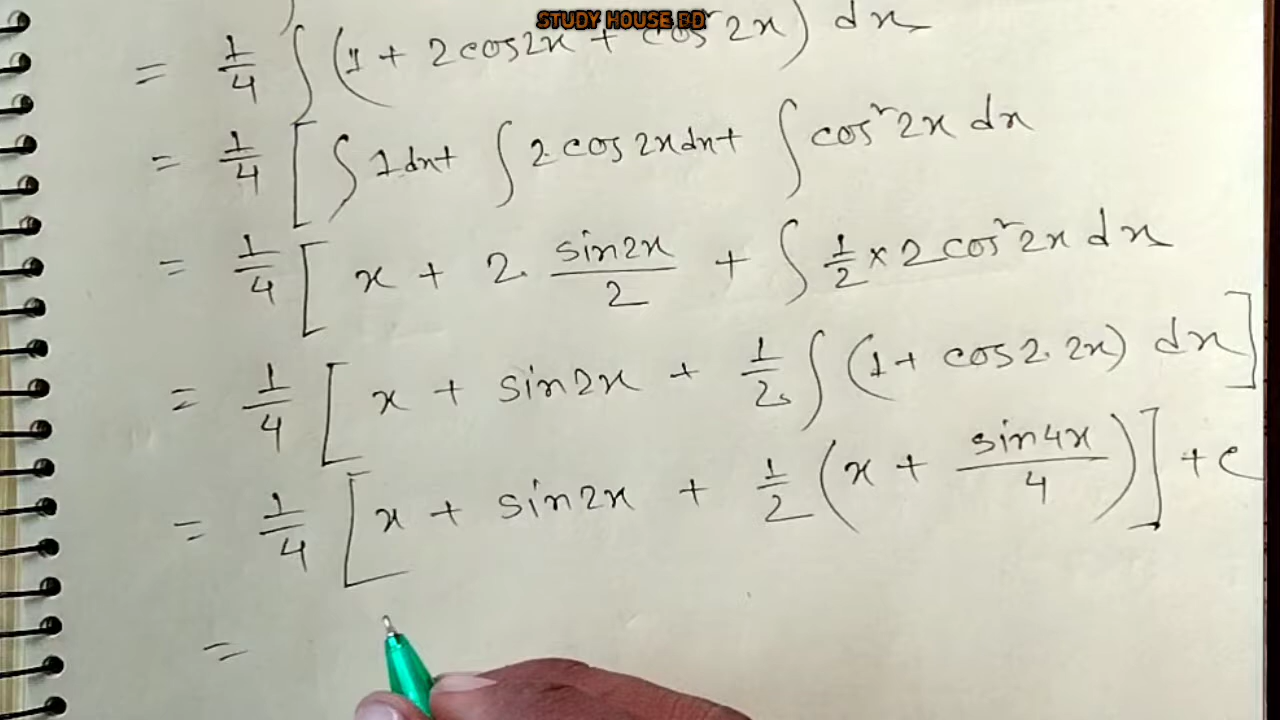 STUDY HOUSE BD
= 1/4 ∫ (1 + 2cos2x + cos²2x) dx
= 1/4 [ ∫ 1dx + ∫ 2cos2xdx + ∫ cos²2x dx
= 1/4 [ x + 2. sin2x/2 + ∫ 1/2 × 2cos²2x dx
= 1/4 [ x + sin2x + 1/2 ∫ (1 + cos2.2x) dx ]
= 1/4 [ x + sin2x + 1/2 (x + sin4x/4) ] + c
=